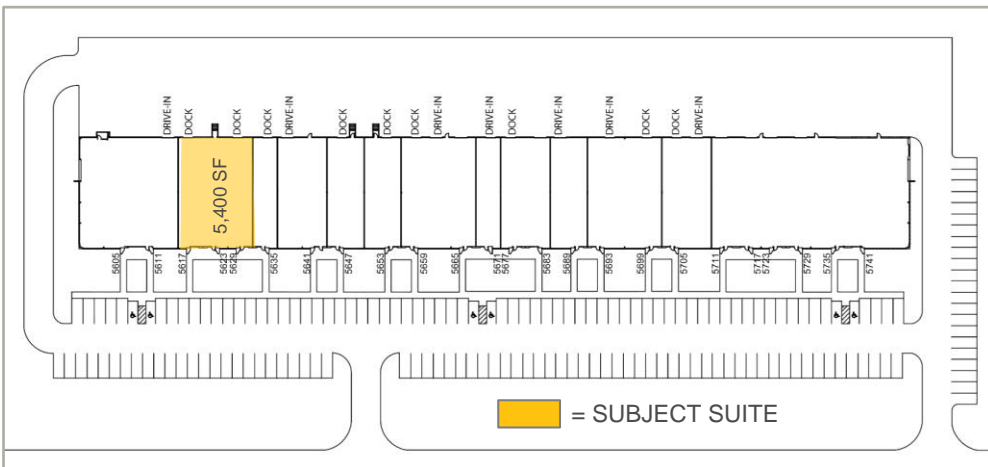 DRIVE-IN
DOCK
DOCK
DOCK
DRIVE-IN
DOCK
DOCK
DOCK
DRIVE-IN
DRIVE-IN
DOCK
DRIVE-IN
DRIVE-IN
DOCK
DOCK
DRIVE-IN
5,400 SF
5605
5611
5617
5623
5629
5635
5641
5647
5653
5659
5665
5671
5677
5683
5689
5693
5699
5705
5711
5717
5723
5729
5735
5741
= SUBJECT SUITE